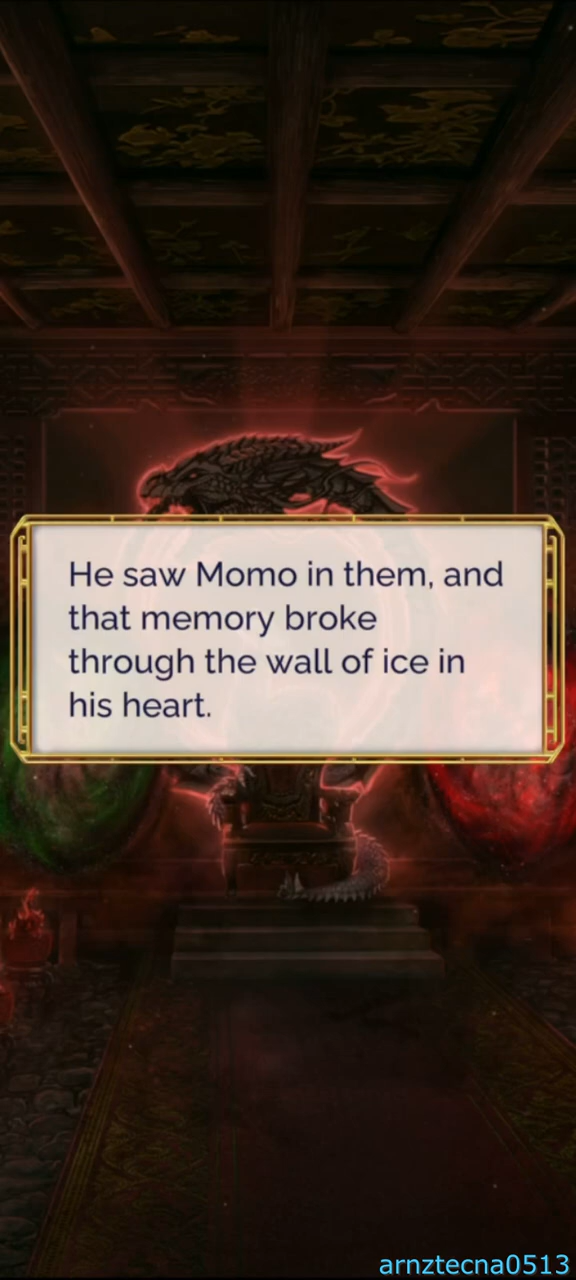 He saw Momo in them, and
that memory broke
through the wall of ice in
his heart.
arnztecna0513